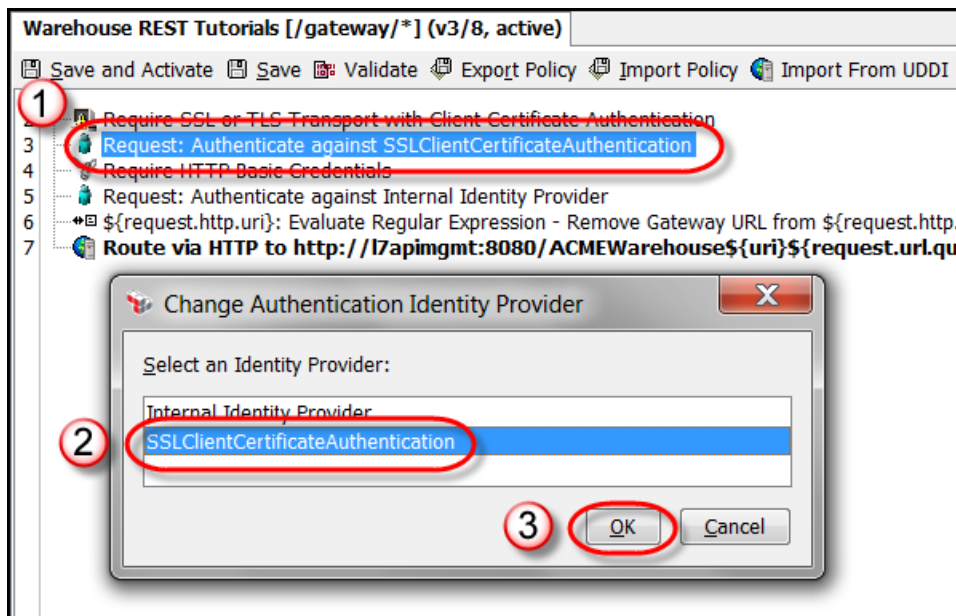 Warehouse REST Tutorials [/gateway/*] (v3/8, active)
Save and Activate Save Validate Export Policy Import Policy Import From UDDI
1
Require SSL or TLS Transport with Client Certificate Authentication
3 Request: Authenticate against SSLClientCertificateAuthentication
4 Require HTTP Basic Credentials
5 Request: Authenticate against Internal Identity Provider
6 ${request.http.uri}: Evaluate Regular Expression - Remove Gateway URL from ${request.http.
7 Route via HTTP to http://l7apimgmt:8080/ACMEWarehouse${uri}${request.url.qu
Change Authentication Identity Provider
X
Select an Identity Provider:
Internal Identity Provider
2 SSLClientCertificateAuthentication
3 OK Cancel